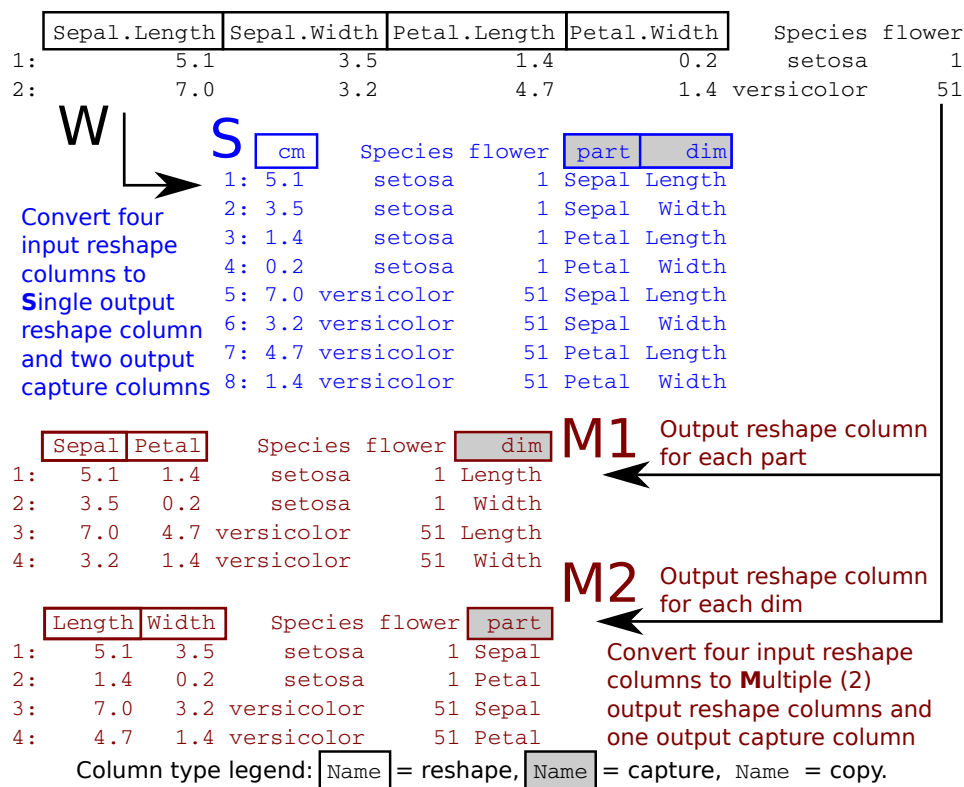 Sepal.Length Sepal.Width Petal.Length Petal.Width Species flower
1: 5.1 3.5 1.4 0.2 setosa 1
2: 7.0 3.2 4.7 1.4 versicolor 51
W
S
cm Species flower part dim
1: 5.1 setosa 1 Sepal Length
2: 3.5 setosa 1 Sepal Width
3: 1.4 setosa 1 Petal Length
4: 0.2 setosa 1 Petal Width
5: 7.0 versicolor 51 Sepal Length
6: 3.2 versicolor 51 Sepal Width
7: 4.7 versicolor 51 Petal Length
8: 1.4 versicolor 51 Petal Width
Convert four
input reshape
columns to
Single output
reshape column
and two output
capture columns
Sepal Petal Species flower dim
1: 5.1 1.4 setosa 1 Length
2: 3.5 0.2 setosa 1 Width
3: 7.0 4.7 versicolor 51 Length
4: 3.2 1.4 versicolor 51 Width
M1
Output reshape column
for each part
M2
Output reshape column
for each dim
Length Width Species flower part
1: 5.1 3.5 setosa 1 Sepal
2: 1.4 0.2 setosa 1 Petal
3: 7.0 3.2 versicolor 51 Sepal
4: 4.7 1.4 versicolor 51 Petal
Convert four input reshape
columns to Multiple (2)
output reshape columns and
one output capture column
Column type legend: Name = reshape, Name = capture, Name = copy.